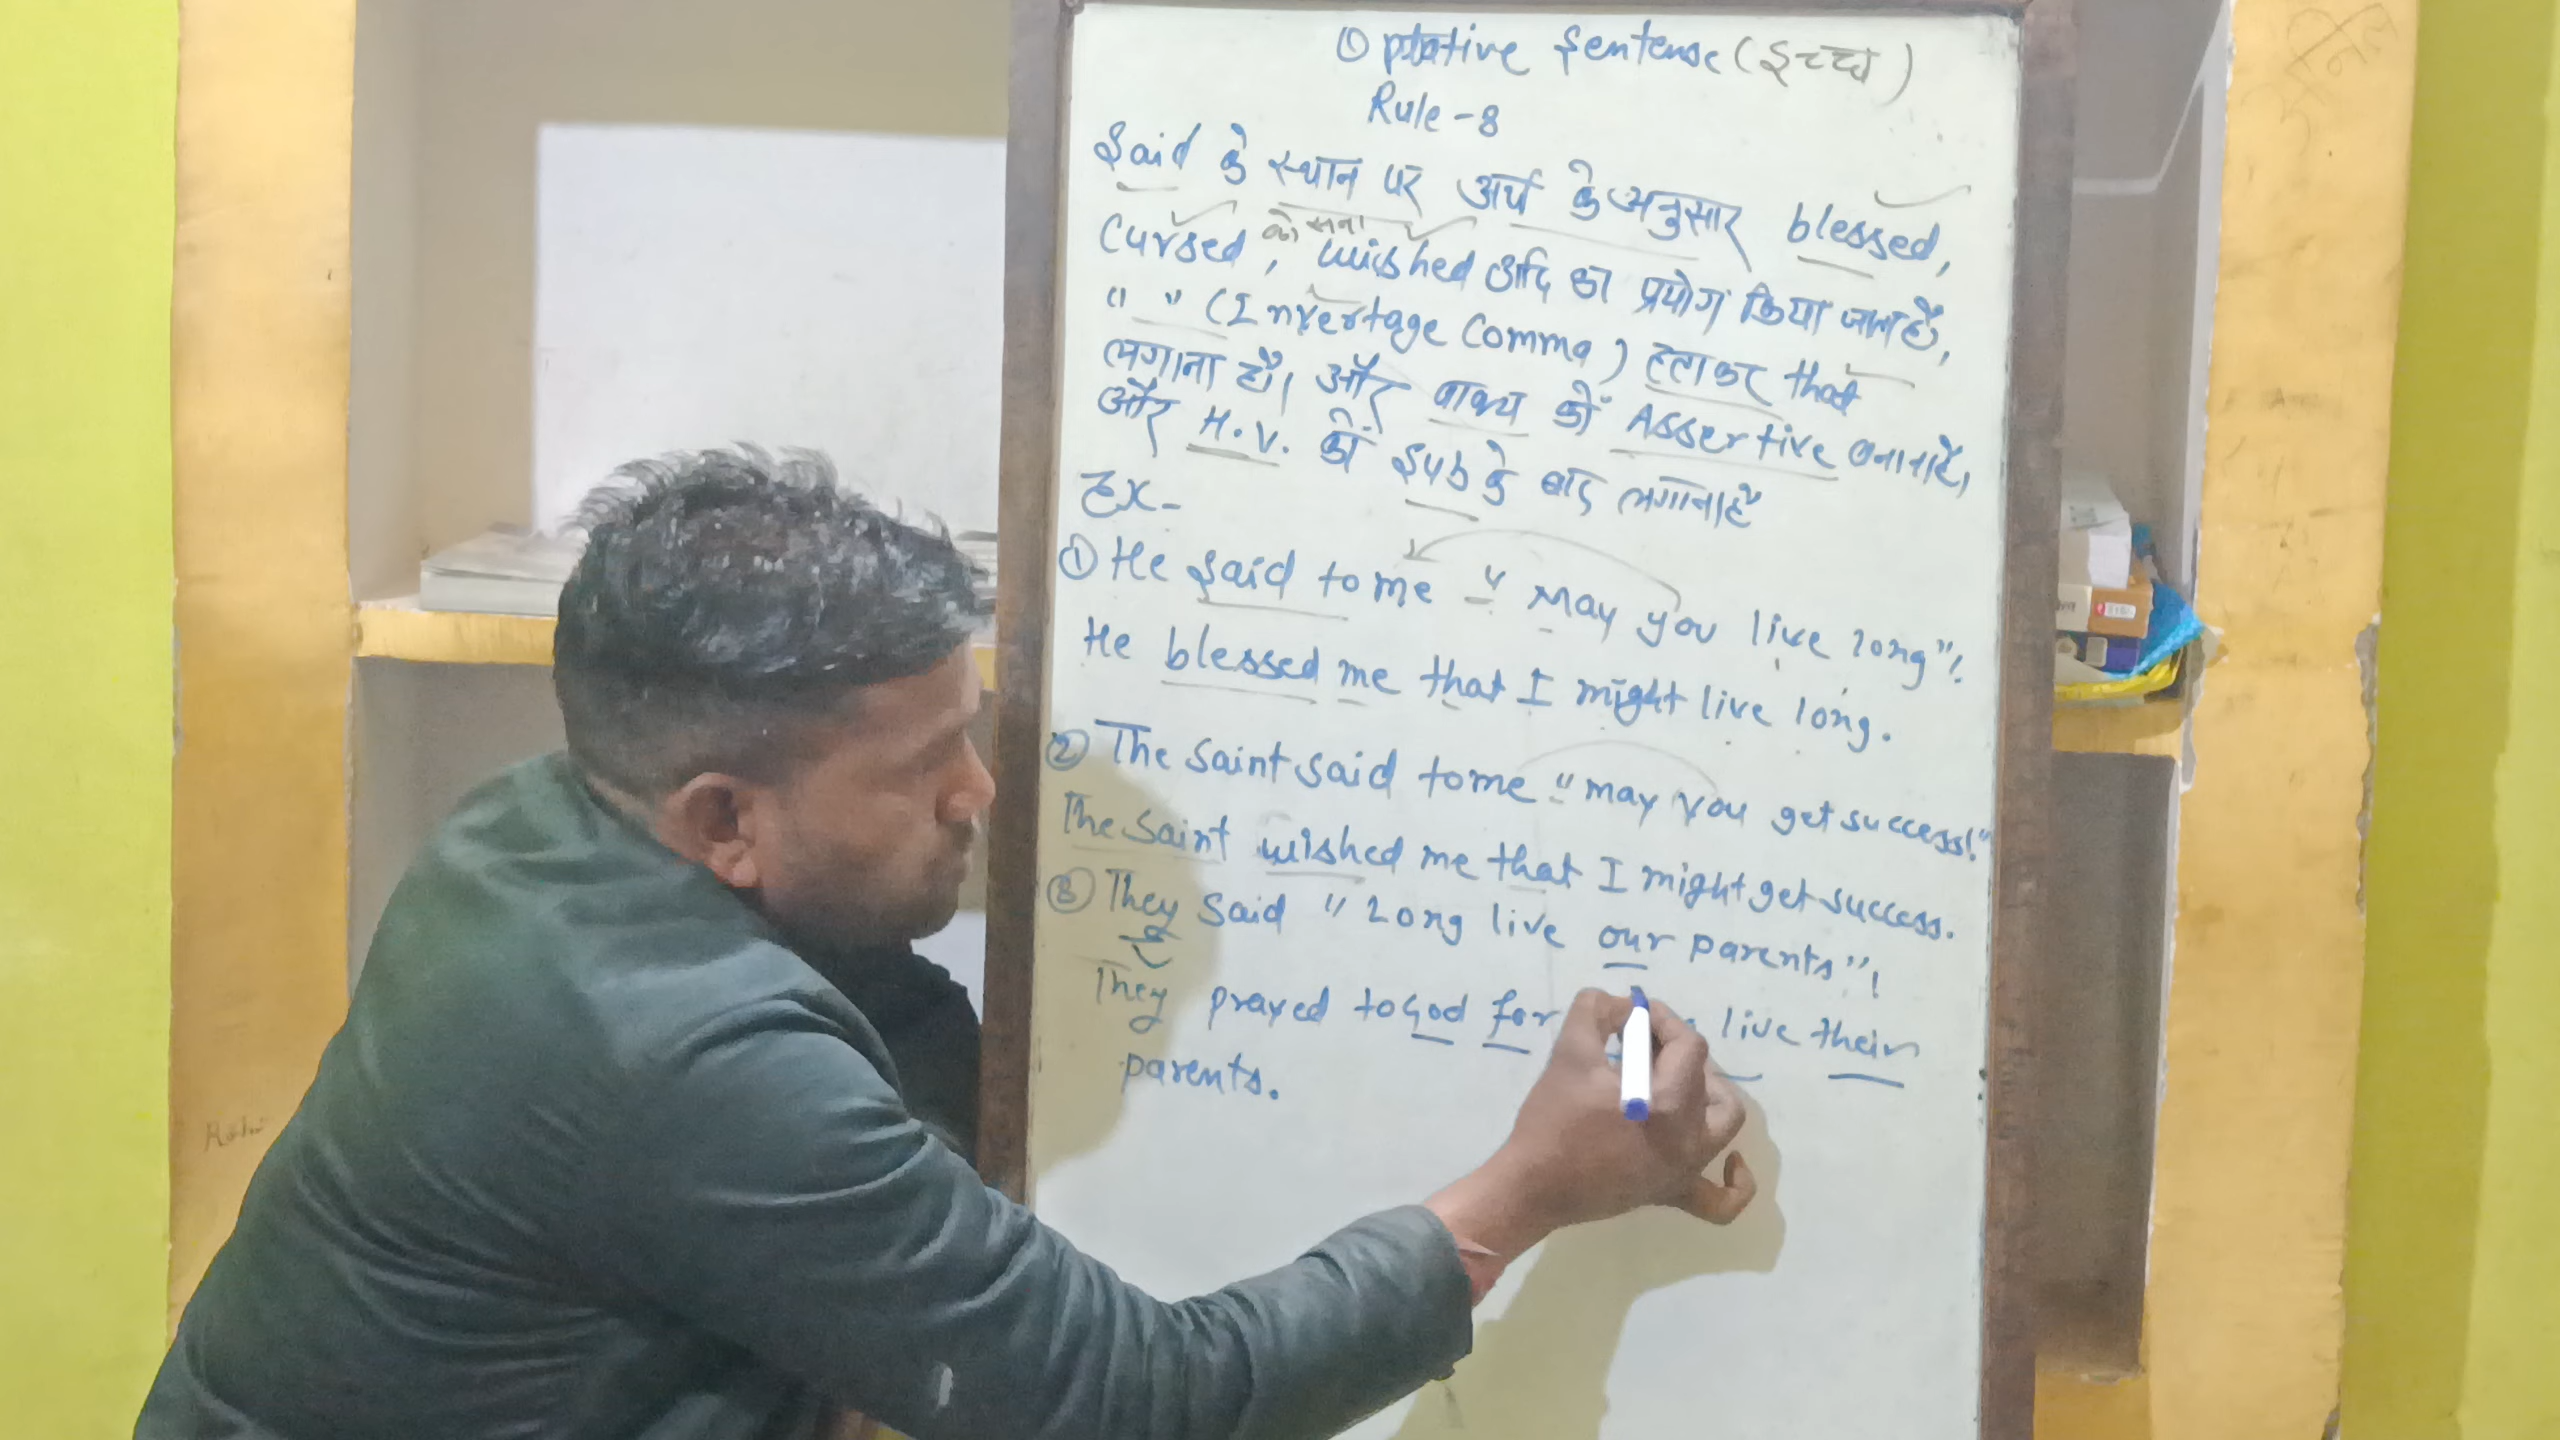 Optative Sentense (इच्छा)
Rule-8
Said के स्थान पर अर्थ के अनुसार blessed,
कोसना
Cursed, wished आदि का प्रयोग किया जाता है,
" " (Invertage Comma) हटाकर that
लगाना है। और वाक्य को Assertive बनाना है,
और H.V. को Sub के बाद लगाना है
Ex-
① He said to me " May you live long"!
He blessed me that I might live long.
② The Saint said to me " may you get success!"
The Saint wished me that I might get success.
③ They said " Long live our parents"!
They prayed to God for live their
parents.